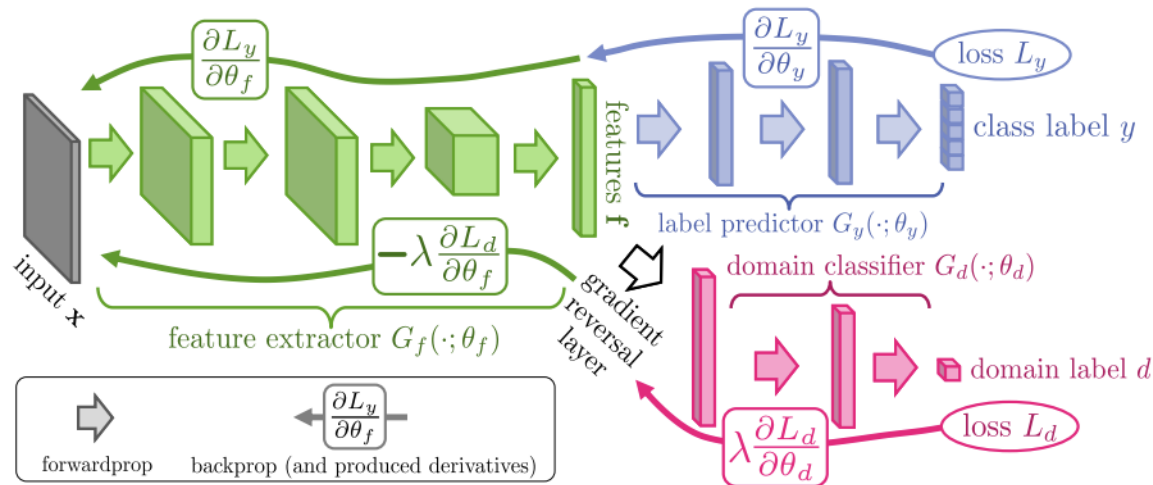 ∂L_y/∂θ_f
∂L_y/∂θ_y
loss L_y
input x
features f
class label y
label predictor G_y(·;θ_y)
−λ ∂L_d/∂θ_f
feature extractor G_f(·;θ_f)
gradient
reversal
layer
domain classifier G_d(·;θ_d)
domain label d
λ ∂L_d/∂θ_d
loss L_d
∂L_y/∂θ_f
forwardprop
backprop (and produced derivatives)